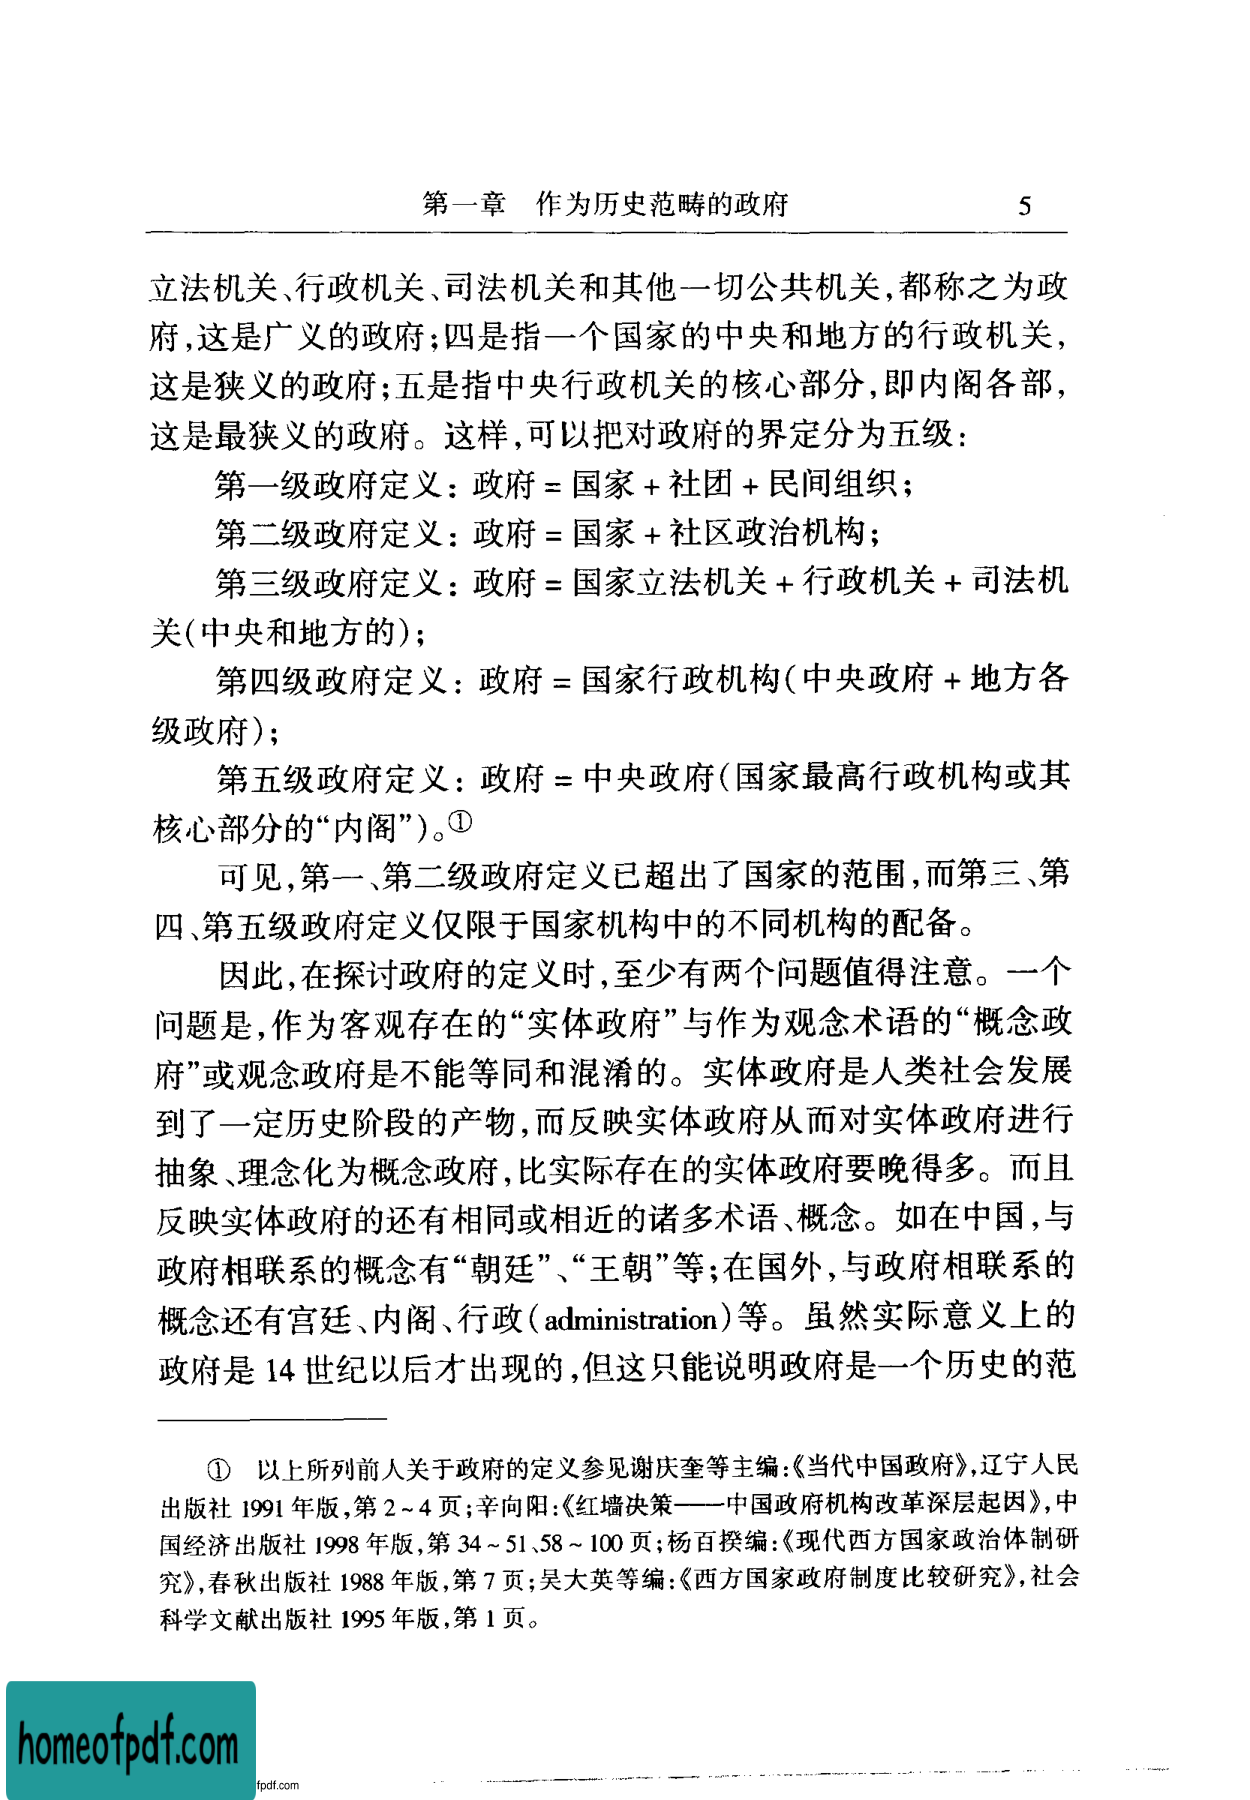 第一章　作为历史范畴的政府　5
立法机关、行政机关、司法机关和其他一切公共机关,都称之为政
府,这是广义的政府;四是指一个国家的中央和地方的行政机关,
这是狭义的政府;五是指中央行政机关的核心部分,即内阁各部,
这是最狭义的政府。这样,可以把对政府的界定分为五级:
第一级政府定义: 政府 = 国家 + 社团 + 民间组织;
第二级政府定义: 政府 = 国家 + 社区政治机构;
第三级政府定义: 政府 = 国家立法机关 + 行政机关 + 司法机
关(中央和地方的);
第四级政府定义: 政府 = 国家行政机构(中央政府 + 地方各
级政府);
第五级政府定义: 政府 = 中央政府(国家最高行政机构或其
核心部分的“内阁”)。①
可见,第一、第二级政府定义已超出了国家的范围,而第三、第
四、第五级政府定义仅限于国家机构中的不同机构的配备。
因此,在探讨政府的定义时,至少有两个问题值得注意。一个
问题是,作为客观存在的“实体政府”与作为观念术语的“概念政
府”或观念政府是不能等同和混淆的。实体政府是人类社会发展
到了一定历史阶段的产物,而反映实体政府从而对实体政府进行
抽象、理念化为概念政府,比实际存在的实体政府要晚得多。而且
反映实体政府的还有相同或相近的诸多术语、概念。如在中国,与
政府相联系的概念有“朝廷”、“王朝”等;在国外,与政府相联系的
概念还有宫廷、内阁、行政(administration)等。虽然实际意义上的
政府是 14 世纪以后才出现的,但这只能说明政府是一个历史的范
①　以上所列前人关于政府的定义参见谢庆奎等主编:《当代中国政府》,辽宁人民
出版社 1991 年版,第 2~4 页;辛向阳:《红墙决策——中国政府机构改革深层起因》,中
国经济出版社 1998 年版,第 34~51、58~100 页;杨百揆编:《现代西方国家政治体制研
究》,春秋出版社 1988 年版,第 7 页;吴大英等编:《西方国家政府制度比较研究》,社会
科学文献出版社 1995 年版,第 1 页。
homeofpdf.com
fpdf.com